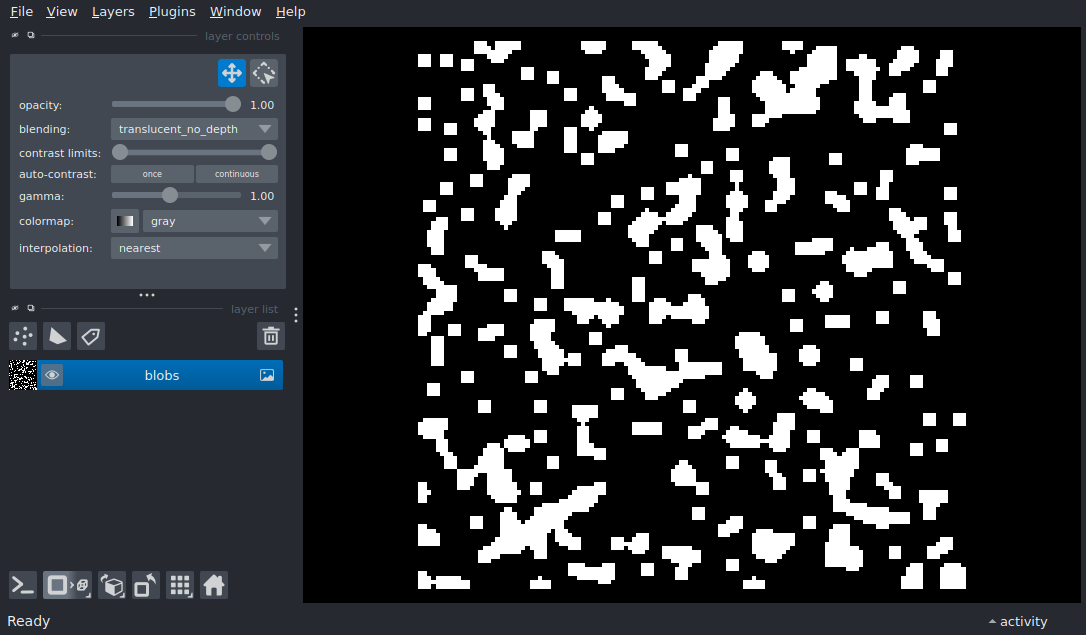 File View Layers Plugins Window Help
layer controls
opacity: 1.00
blending: translucent_no_depth
contrast limits:
auto-contrast: once continuous
gamma: 1.00
colormap: gray
interpolation: nearest
layer list
blobs
Ready activity